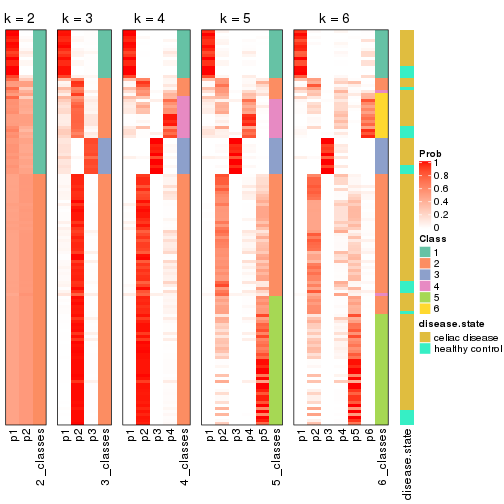 k = 2 k = 3 k = 4 k = 5 k = 6
Prob
1
0.8
0.6
0.4
0.2
0
Class
1
2
3
4
5
6
disease.state
celiac disease
healthy control
p1 p2 2_classes p1 p2 p3 3_classes p1 p2 p3 p4 4_classes p1 p2 p3 p4 p5 5_classes p1 p2 p3 p4 p5 p6 6_classes disease.state